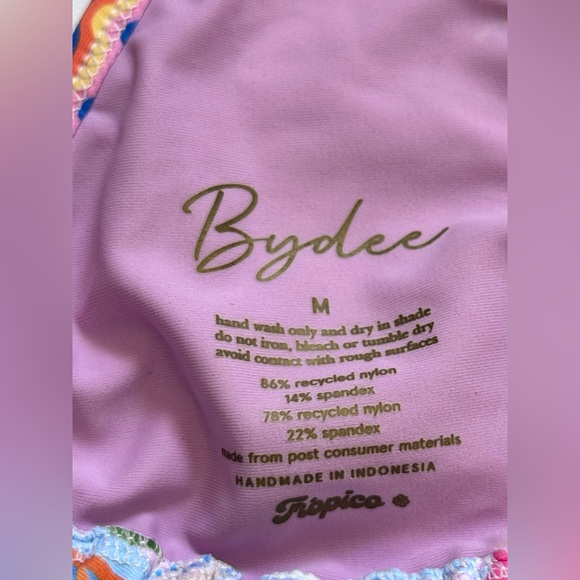 Bydee
M
hand wash only and dry in shade
do not iron, bleach or tumble dry
avoid contact with rough surfaces
86% recycled nylon
14% spandex
78% recycled nylon
22% spandex
made from post consumer materials
HANDMADE IN INDONESIA
Trópico